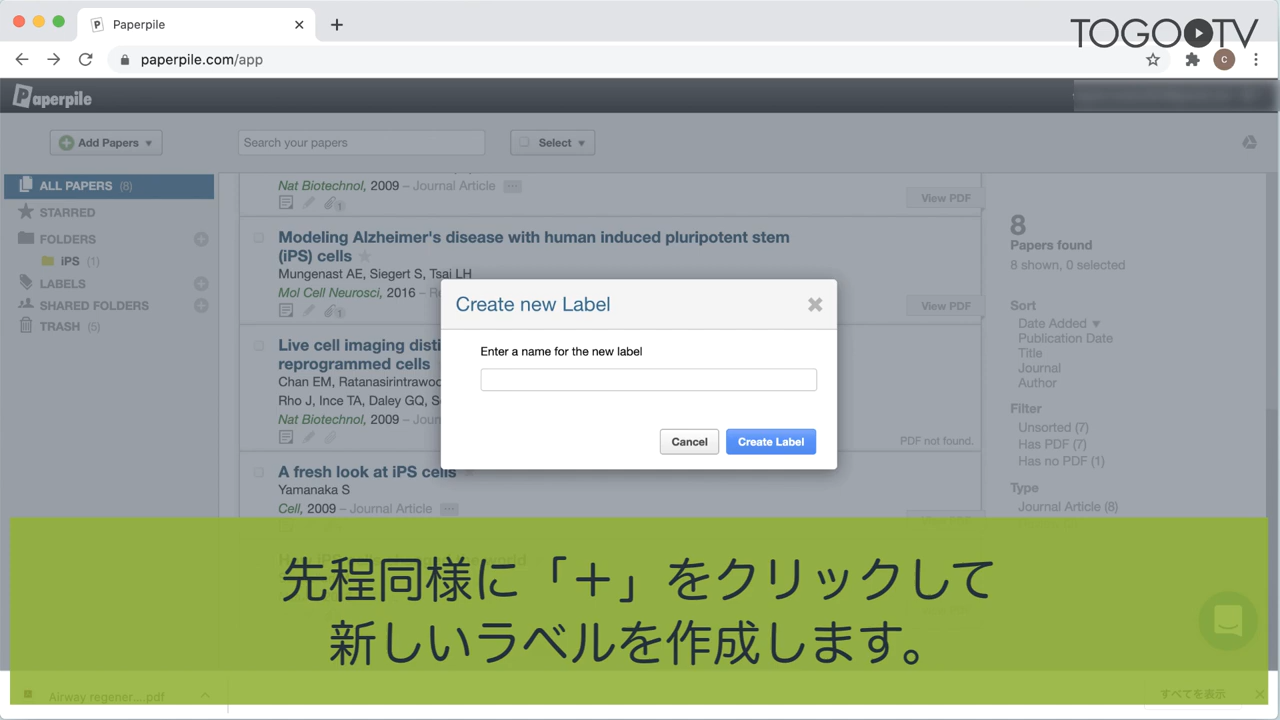 Paperpile
TOGOTV
paperpile.com/app
C
Paperpile
Add Papers
Search your papers
Select
ALL PAPERS (8)
STARRED
FOLDERS
iPS (1)
LABELS
SHARED FOLDERS
TRASH (5)
Nat Biotechnol, 2009 – Journal Article
1
View PDF
Modeling Alzheimer's disease with human induced pluripotent stem
(iPS) cells
Mungenast AE, Siegert S, Tsai LH
Mol Cell Neurosci, 2016 –
1
View PDF
Live cell imaging
reprogrammed cells
Chan EM,
Rho J, Ince TA, Daley GQ,
Nat Biotechnol, 2009 –
PDF not found.
A fresh look at iPS cells
Yamanaka S
Cell, 2009 – Journal Article
Create new Label
Enter a name for the new label
Cancel
Create Label
8
Papers found
8 shown, 0 selected
Sort
Date Added
Publication Date
Title
Journal
Author
Filter
Unsorted (7)
Has PDF (7)
Has no PDF (1)
Type
Journal Article (8)
先程同様に「＋」をクリックして
新しいラベルを作成します。
Airway regener....pdf
すべてを表示